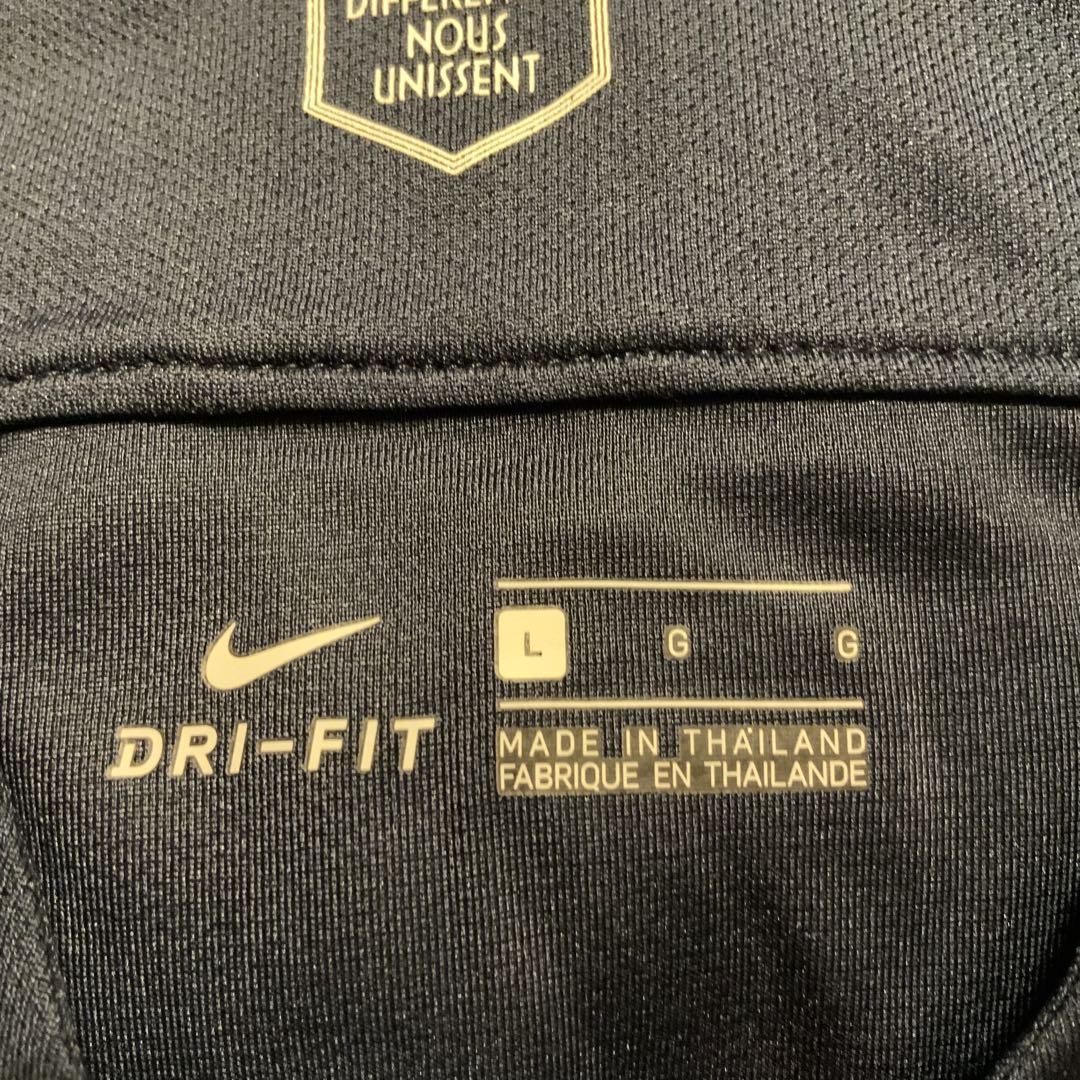 NOUS
UNISSENT
L G G
DRI-FIT
MADE IN THAILAND
FABRIQUE EN THAILANDE